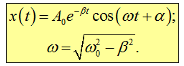 x(t) = A₀e^{-βt} cos(ωt + α);
ω = √(ω₀² − β²).